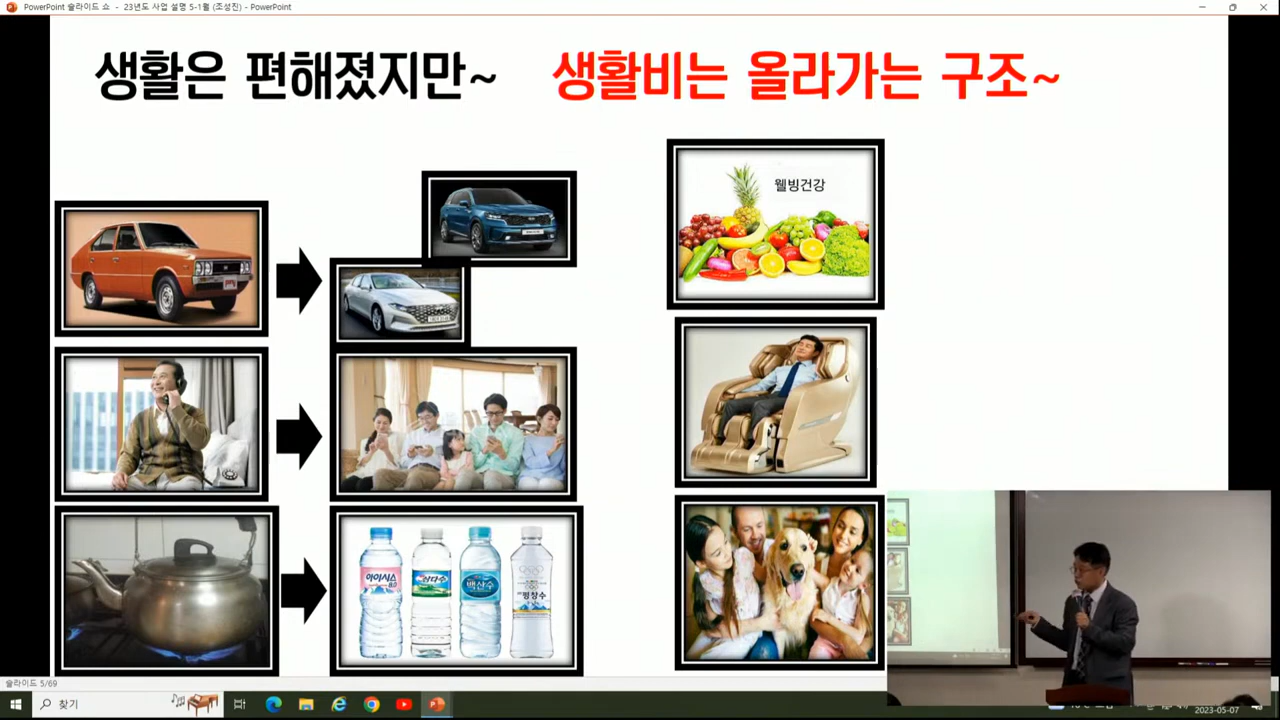 PowerPoint 슬라이드 쇼 - 23년도 사업 설명 5-1월 (조성진) - PowerPoint
생활은 편해졌지만~ 생활비는 올라가는 구조~
웰빙건강
아이시스
8.0
삼다수
백산수
평창수
슬라이드 5/69
찾기
2023-05-07